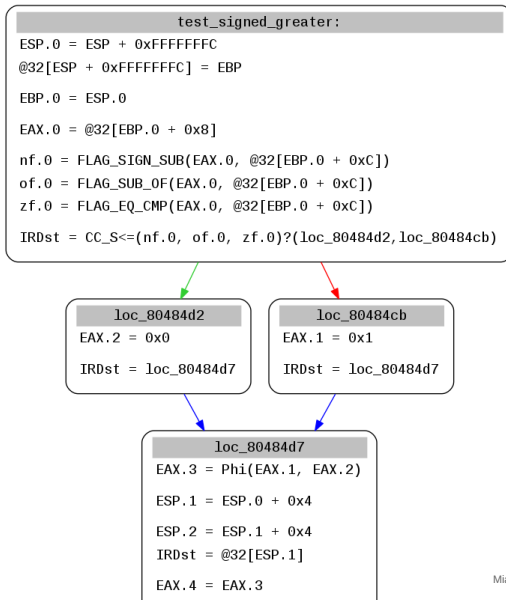 test_signed_greater:
ESP.0 = ESP + 0xFFFFFFFC
@32[ESP + 0xFFFFFFFC] = EBP
EBP.0 = ESP.0
EAX.0 = @32[EBP.0 + 0x8]
nf.0 = FLAG_SIGN_SUB(EAX.0, @32[EBP.0 + 0xC])
of.0 = FLAG_SUB_OF(EAX.0, @32[EBP.0 + 0xC])
zf.0 = FLAG_EQ_CMP(EAX.0, @32[EBP.0 + 0xC])
IRDst = CC_S<=(nf.0, of.0, zf.0)?(loc_80484d2,loc_80484cb)
loc_80484d2
EAX.2 = 0x0
IRDst = loc_80484d7
loc_80484cb
EAX.1 = 0x1
IRDst = loc_80484d7
loc_80484d7
EAX.3 = Phi(EAX.1, EAX.2)
ESP.1 = ESP.0 + 0x4
ESP.2 = ESP.1 + 0x4
IRDst = @32[ESP.1]
EAX.4 = EAX.3